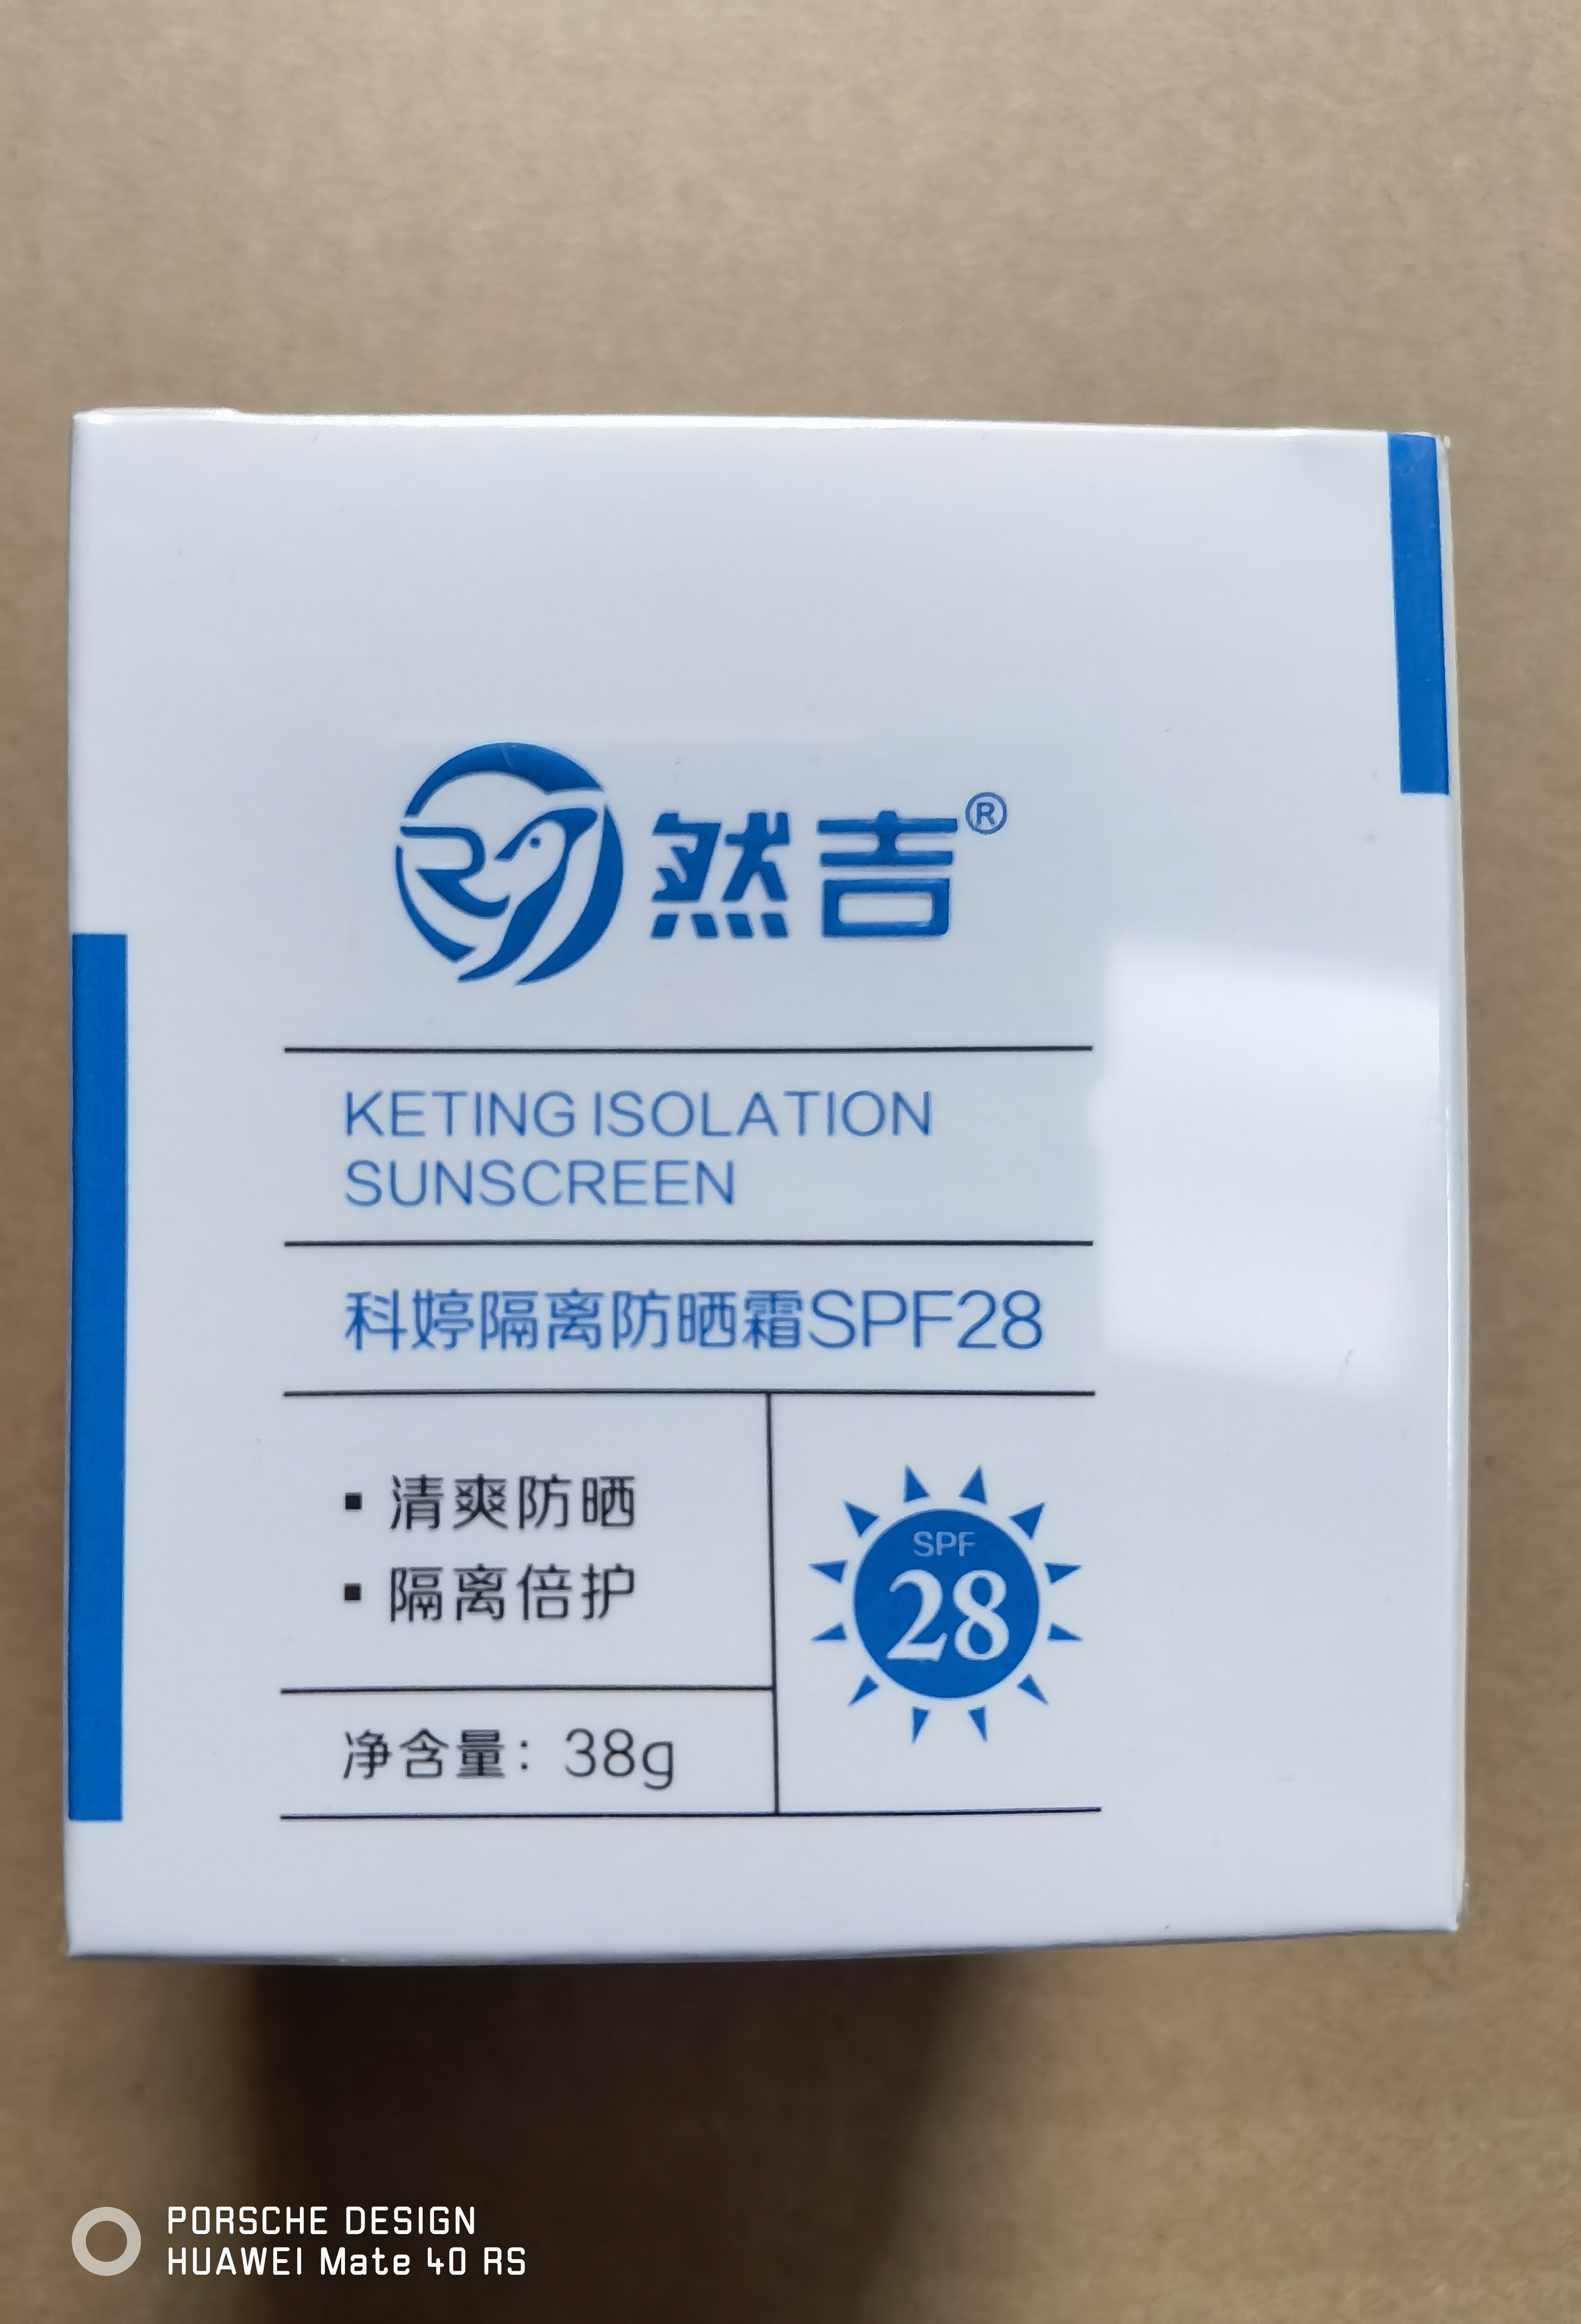 然吉®
KETING ISOLATION
SUNSCREEN
科婷隔离防晒霜SPF28
▪ 清爽防晒
▪ 隔离倍护
SPF
28
净含量：38g
PORSCHE DESIGN
HUAWEI Mate 40 RS